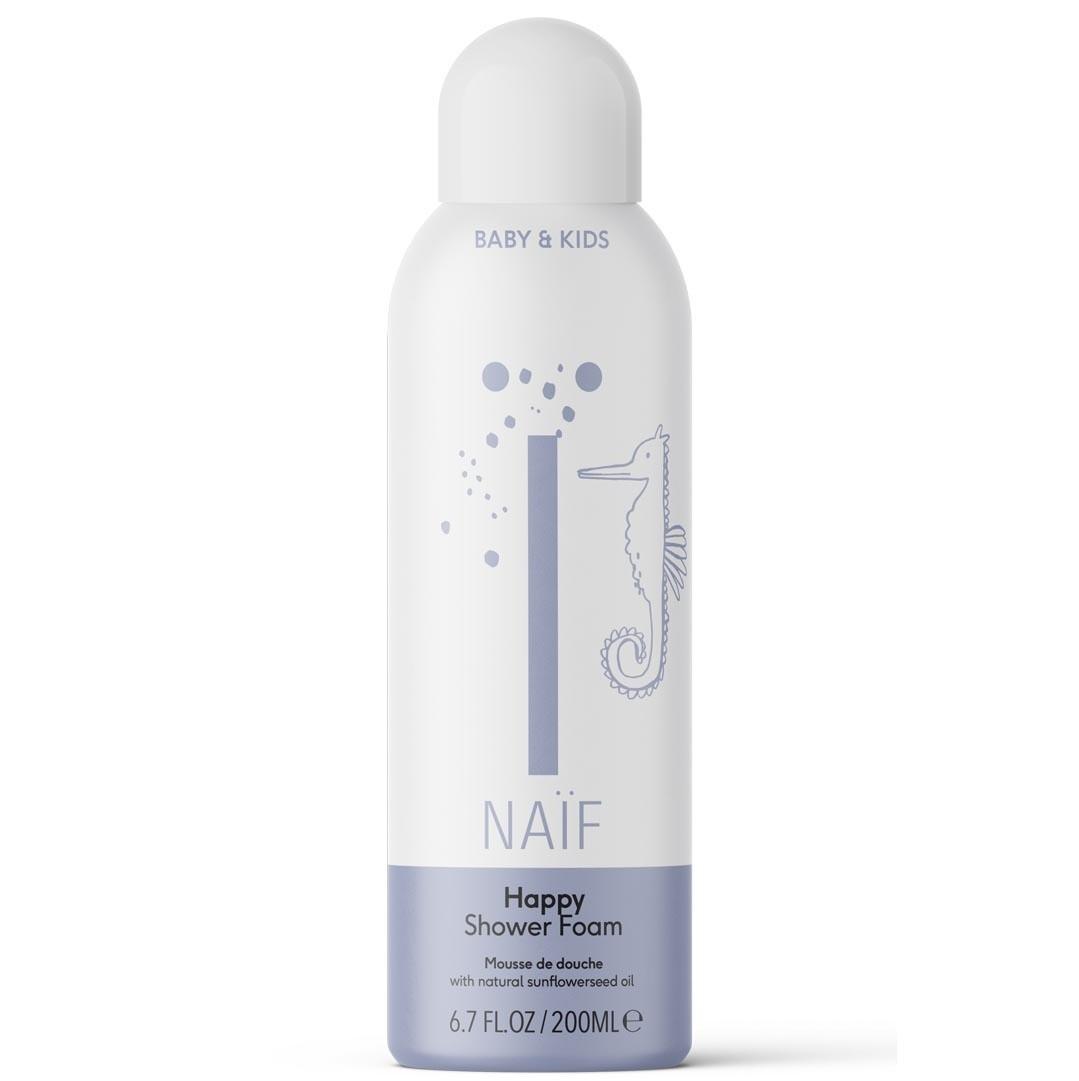 BABY & KIDS
NAÏF
Happy
Shower Foam
Mousse de douche
with natural sunflowerseed oil
6.7 FL.OZ / 200ML ℮